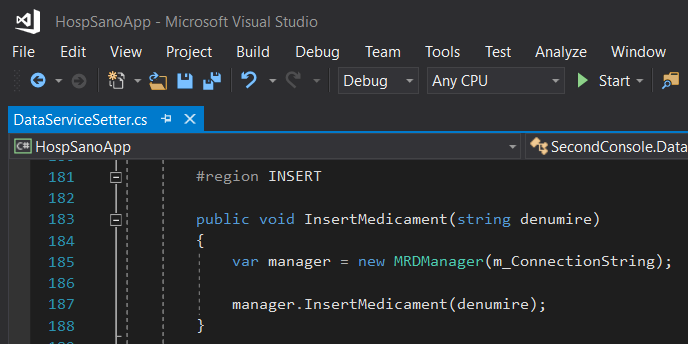 HospSanoApp - Microsoft Visual Studio
File Edit View Project Build Debug Team Tools Test Analyze Window
Debug Any CPU Start
DataServiceSetter.cs
C# HospSanoApp SecondConsole.Data
181 #region INSERT
182
183 public void InsertMedicament(string denumire)
184 {
185 var manager = new MRDManager(m_ConnectionString);
186
187 manager.InsertMedicament(denumire);
188 }